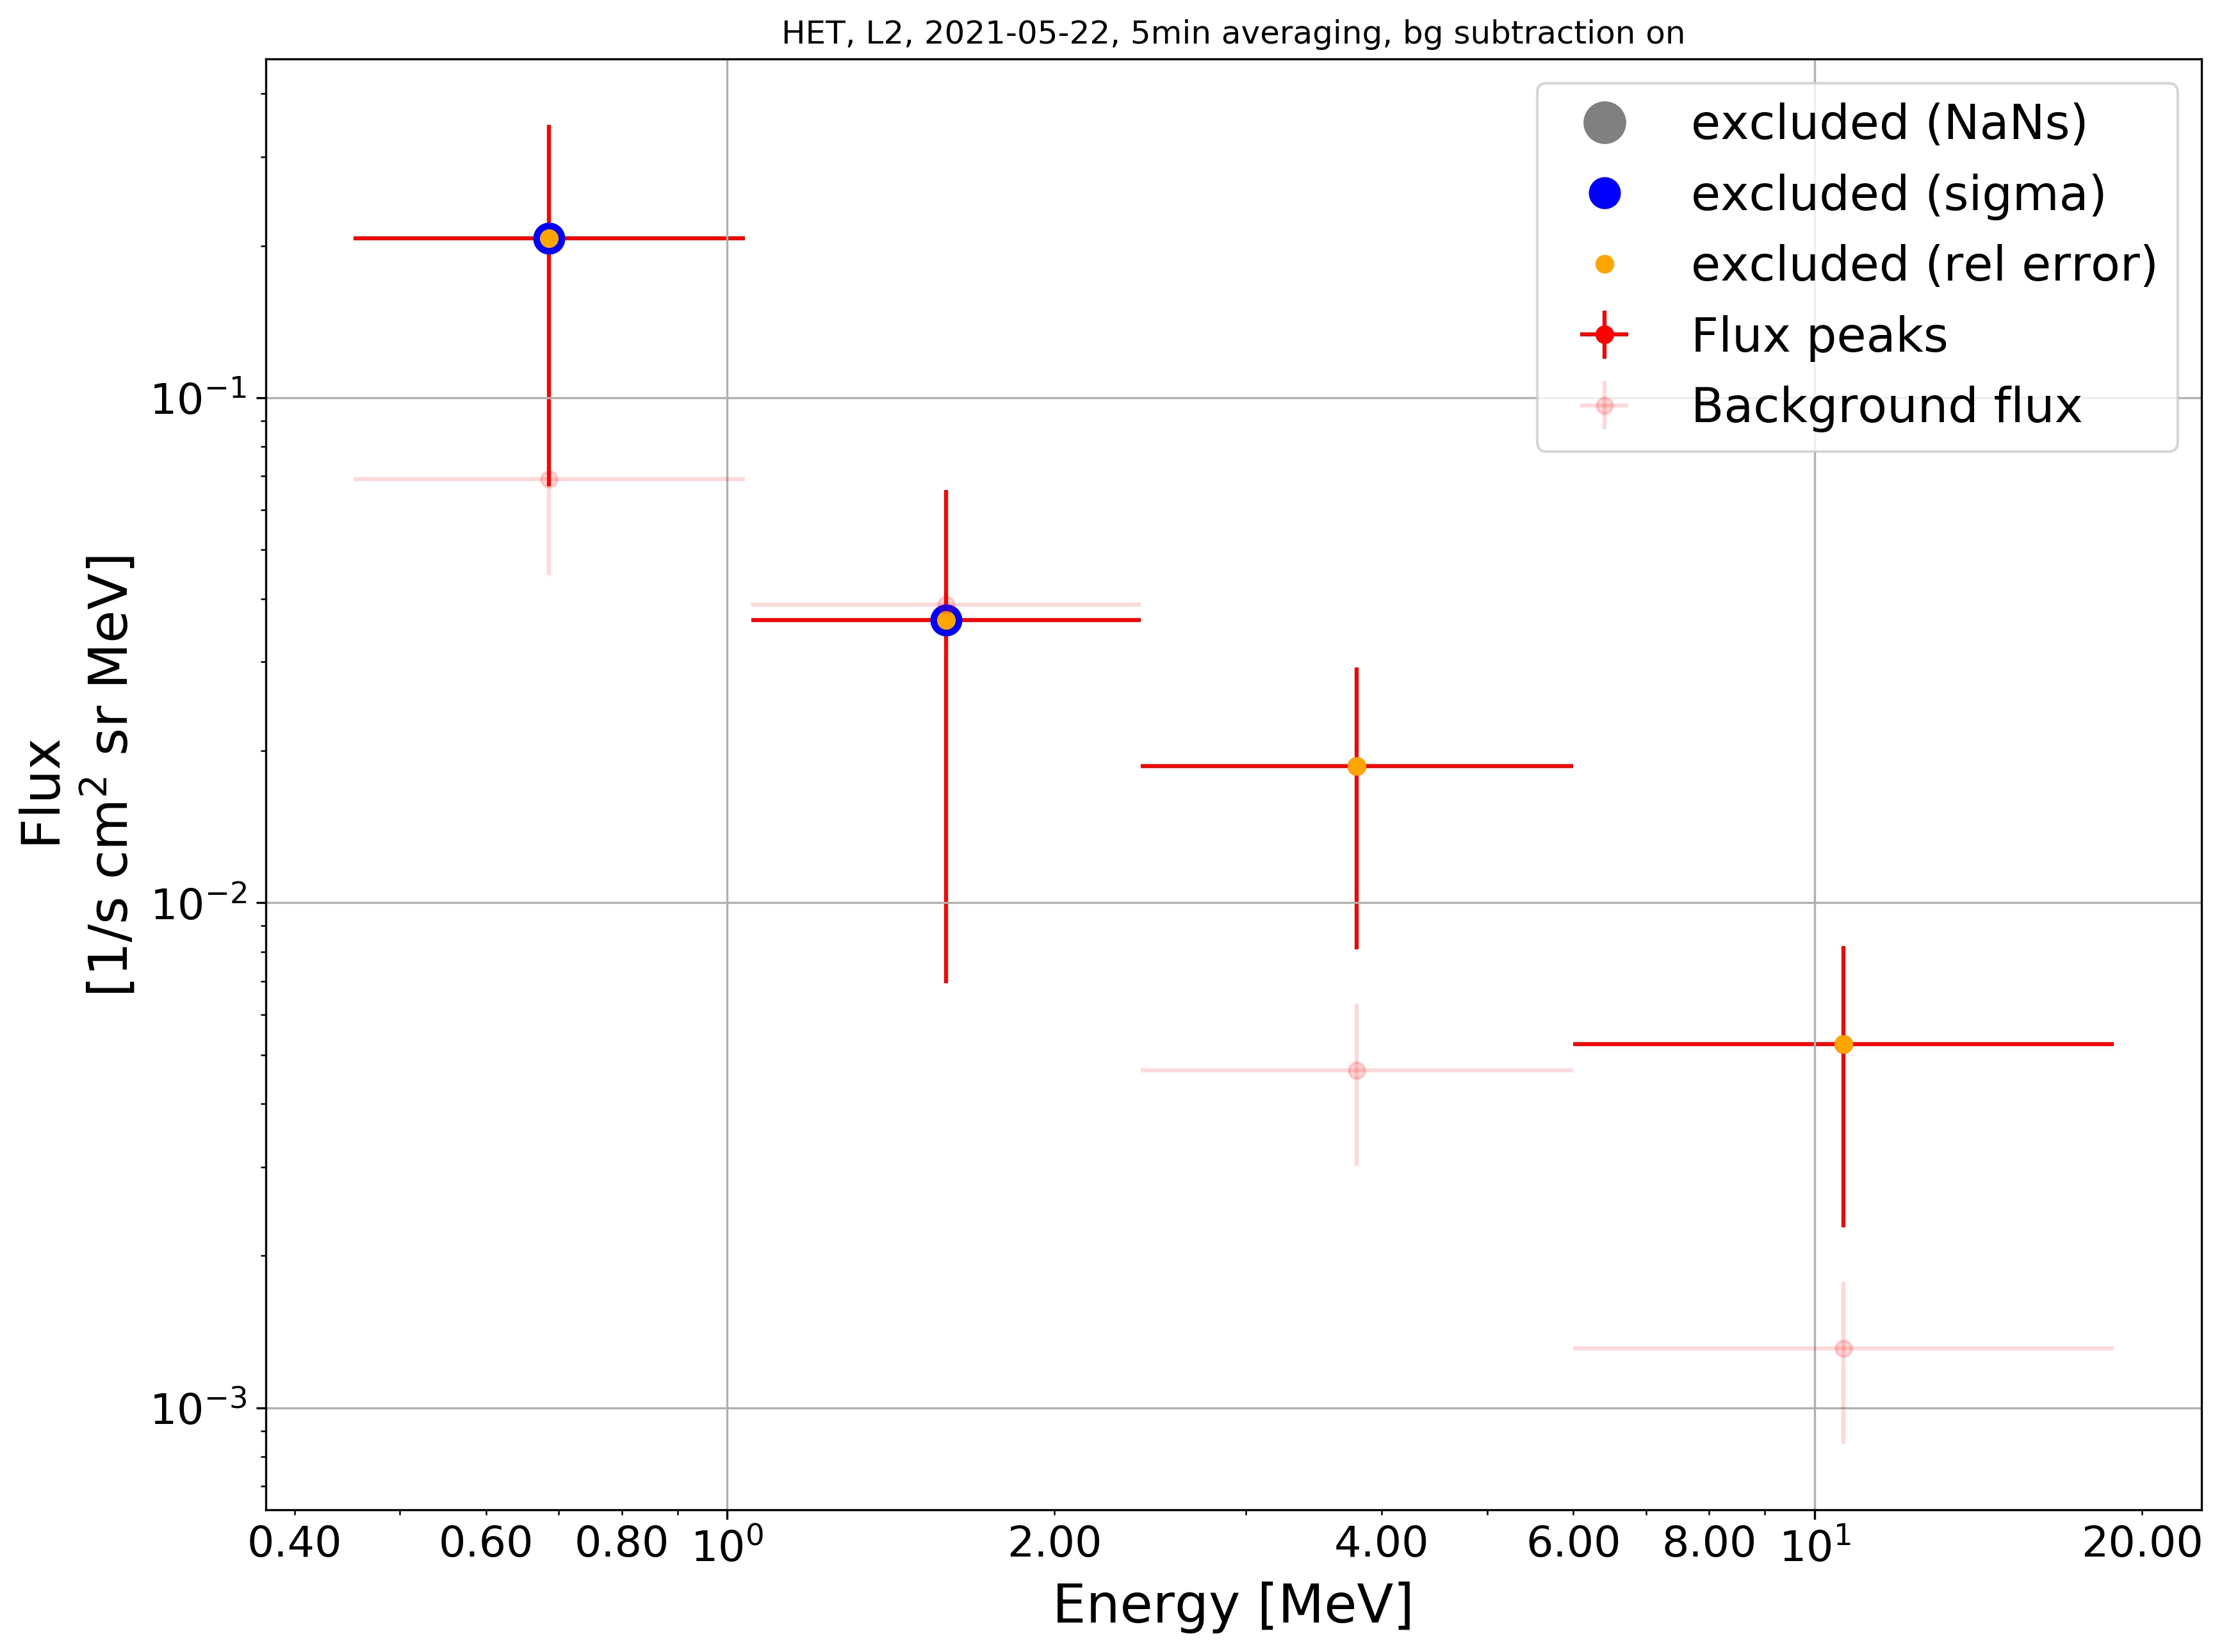 HET, L2, 2021-05-22, 5min averaging, bg subtraction on
excluded (NaNs)
excluded (sigma)
excluded (rel error)
Flux peaks
Background flux
Flux
[1/s cm² sr MeV]
10⁻¹
10⁻²
10⁻³
0.40 0.60 0.80 10⁰ 2.00 4.00 6.00 8.00 10¹ 20.00
Energy [MeV]